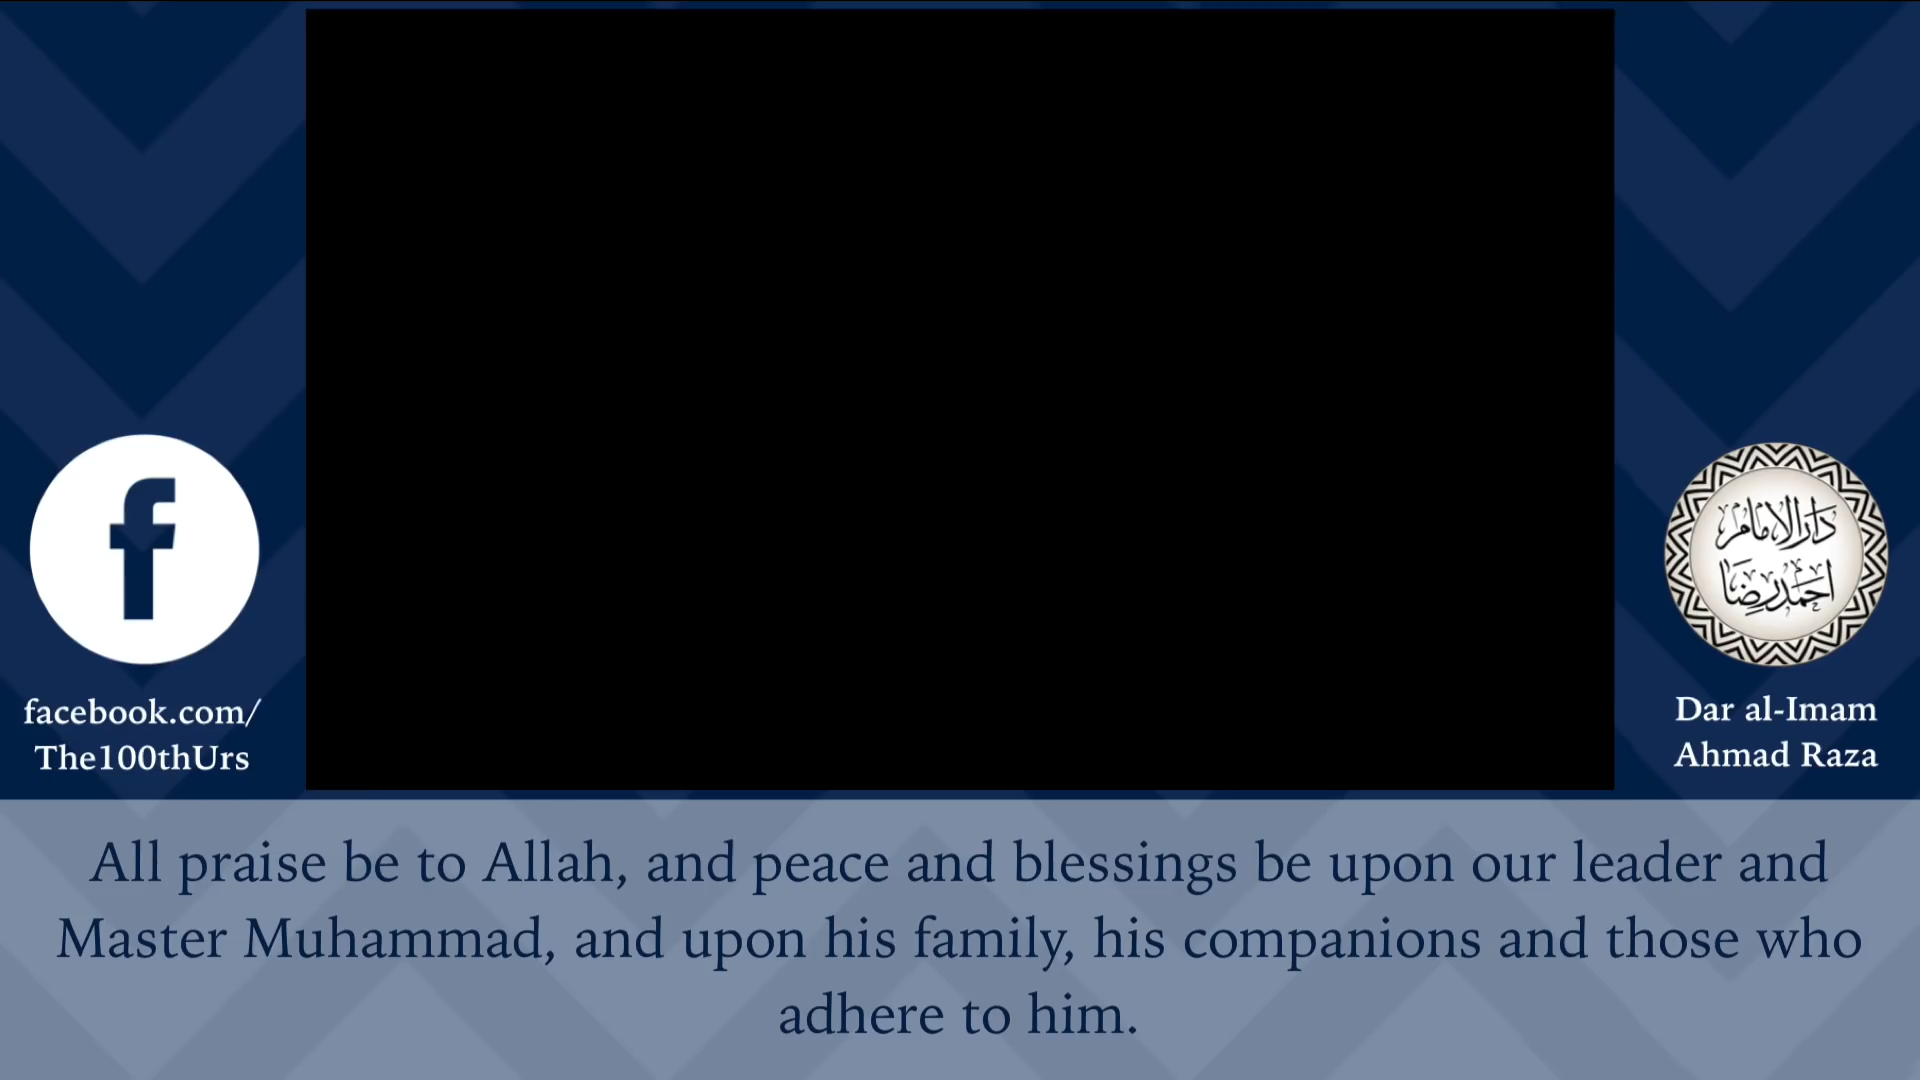 facebook.com/
The100thUrs
دار الامام
احمد رضا
Dar al-Imam
Ahmad Raza
All praise be to Allah, and peace and blessings be upon our leader and
Master Muhammad, and upon his family, his companions and those who
adhere to him.